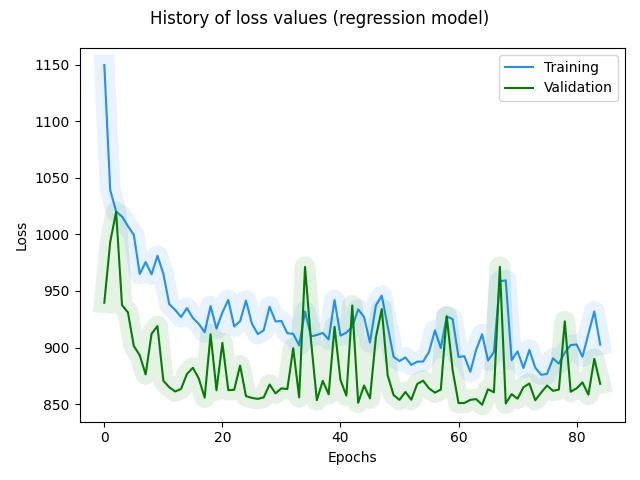 History of loss values (regression model)
Training
Validation
Loss
1150
1100
1050
1000
950
900
850
0 20 40 60 80
Epochs